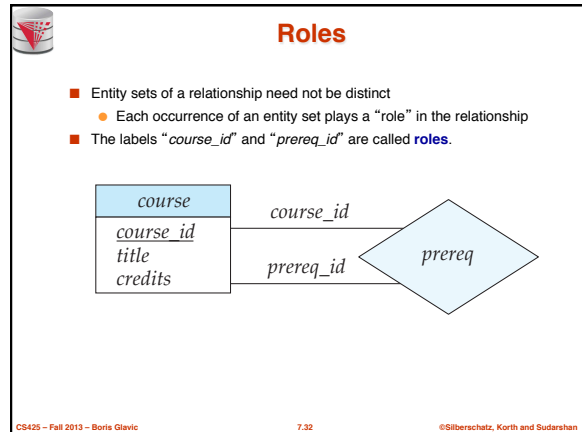 Roles
■ Entity sets of a relationship need not be distinct
● Each occurrence of an entity set plays a “role” in the relationship
■ The labels “course_id” and “prereq_id” are called roles.
course
course_id
title
credits
course_id
prereq_id
prereq
CS425 – Fall 2013 – Boris Glavic 7.32 ©Silberschatz, Korth and Sudarshan